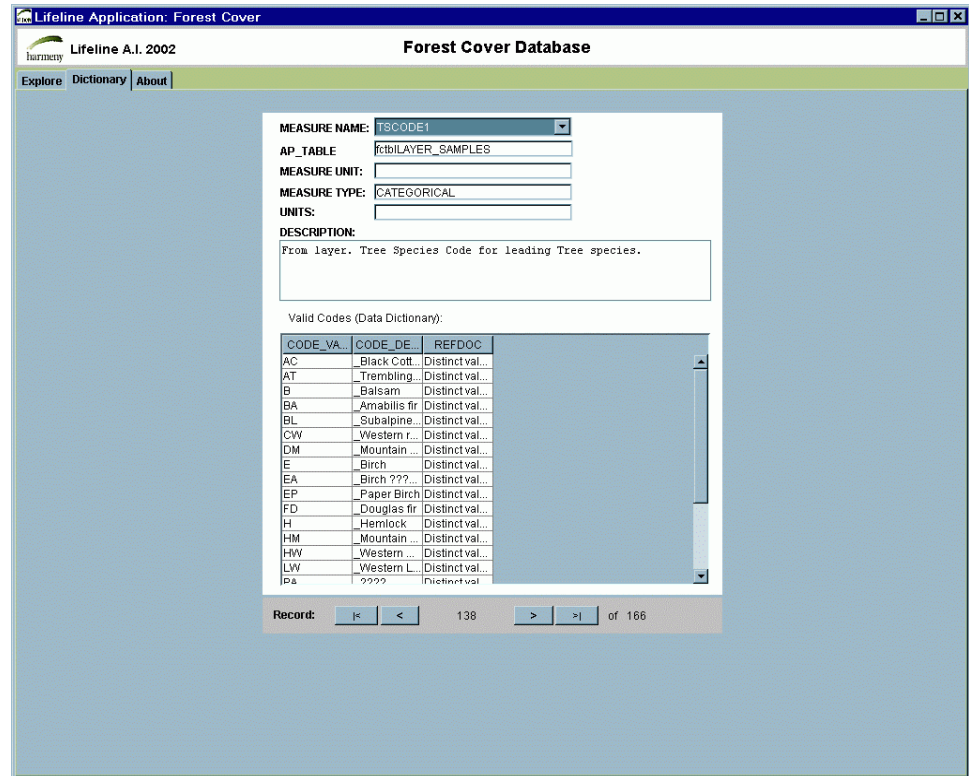 Lifeline Application: Forest Cover
harmeny Lifeline A.I. 2002 Forest Cover Database
Explore Dictionary About
MEASURE NAME: TSCODE1
AP_TABLE fctblLAYER_SAMPLES
MEASURE UNIT:
MEASURE TYPE: CATEGORICAL
UNITS:
DESCRIPTION:
From layer. Tree Species Code for leading Tree species.
Valid Codes (Data Dictionary):
CODE_VA... CODE_DE... REFDOC
AC _Black Cott... Distinct val...
AT _Trembling... Distinct val...
B _Balsam Distinct val...
BA _Amabilis fir Distinct val...
BL _Subalpine... Distinct val...
CW _Western r... Distinct val...
DM _Mountain ... Distinct val...
E _Birch Distinct val...
EA _Birch ???... Distinct val...
EP _Paper Birch Distinct val...
FD _Douglas fir Distinct val...
H _Hemlock Distinct val...
HM _Mountain ... Distinct val...
HW _Western ... Distinct val...
LW _Western L... Distinct val...
PA _???? Distinct val...
Record: |< < 138 > >| of 166